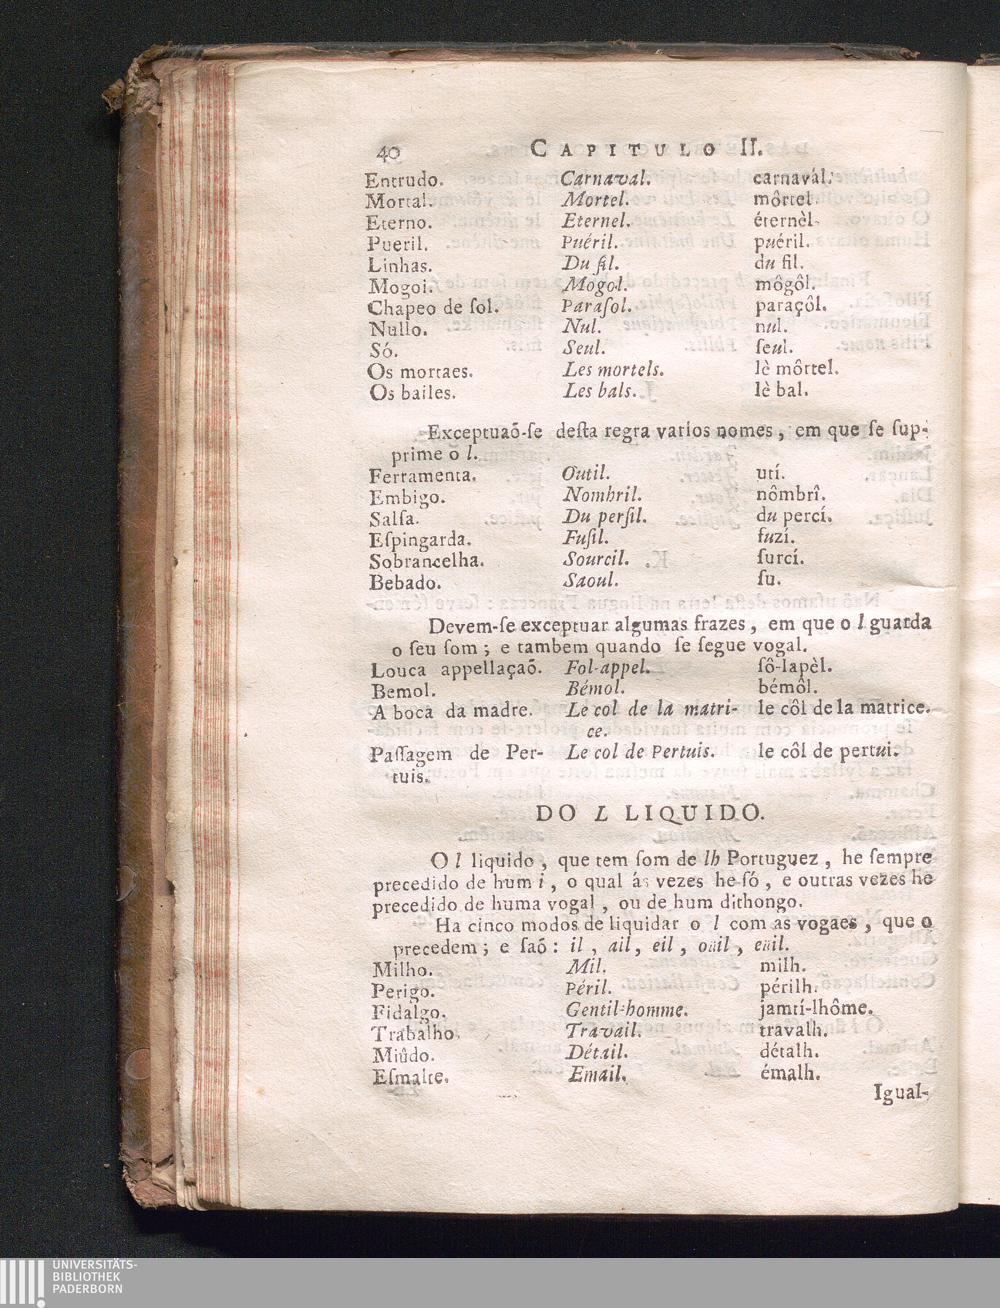 40 CAPITULO II.
Entrudo. Carnaval. carnavál.
Mortal. Mortel. môrtel.
Eterno. Eternel. éternèl.
Pueril. Puéril. puéril.
Linhas. Du fil. du fil.
Mogol. Mogol. môgôl.
Chapeo de ſol. Paraſol. paraçôl.
Nullo. Nul. nul.
Só. Seul. ſeul.
Os mortaes. Les mortels. lè môrtel.
Os bailes. Les bals. lè bal.
Exceptuaõ-ſe deſta regra varios nomes, em que ſe ſup-
prime o l.
Ferramenta. Outil. utí.
Embigo. Nombril. nômbrî.
Salſa. Du perſil. du percí.
Eſpingarda. Fuſil. fuzí.
Sobrancelha. Sourcil. ſurcí.
Bebado. Saoul. ſu.
Devem-ſe exceptuar algumas frazes, em que o l guarda
o ſeu ſom; e tambem quando ſe ſegue vogal.
Louca appellaçaõ. Fol-appel. ſô-lapèl.
Bemol. Bémol. bémôl.
A boca da madre. Le col de la matri- le côl de la matrice.
ce.
Paſſagem de Per- Le col de Pertuis. le côl de pertui.
tuis.
DO L LIQUIDO.
O l liquido, que tem ſom de lh Portuguez, he ſempre
precedido de hum i, o qual ás vezes he ſó, e outras vezes he
precedido de huma vogal, ou de hum dithongo.
Ha cinco modos de liquidar o l com as vogaes, que o
precedem; e ſaõ: il, ail, eil, oüil, eüil.
Milho. Mil. milh.
Perigo. Péril. périlh.
Fidalgo. Gentil-homme. jamtí-lhôme.
Trabalho. Travail. travalh.
Miûdo. Détail. détalh.
Eſmalte. Email. émalh.
Igual-
UNIVERSITÄTS-
BIBLIOTHEK
PADERBORN